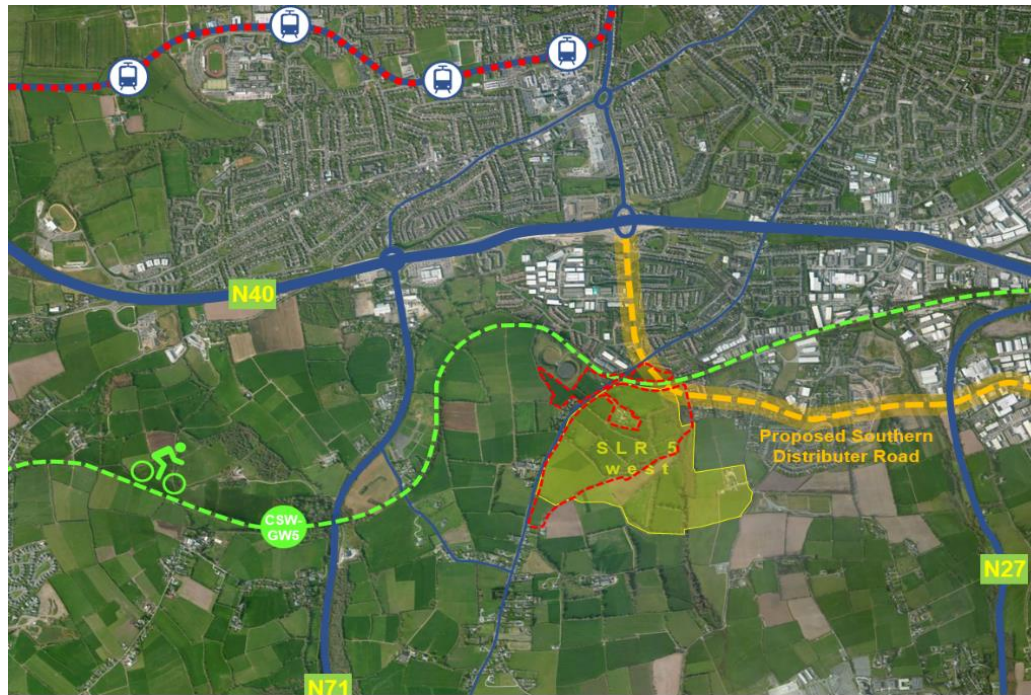 N40
SLR 5
west
Proposed Southern
Distributer Road
CSW-
GW5
N27
N71